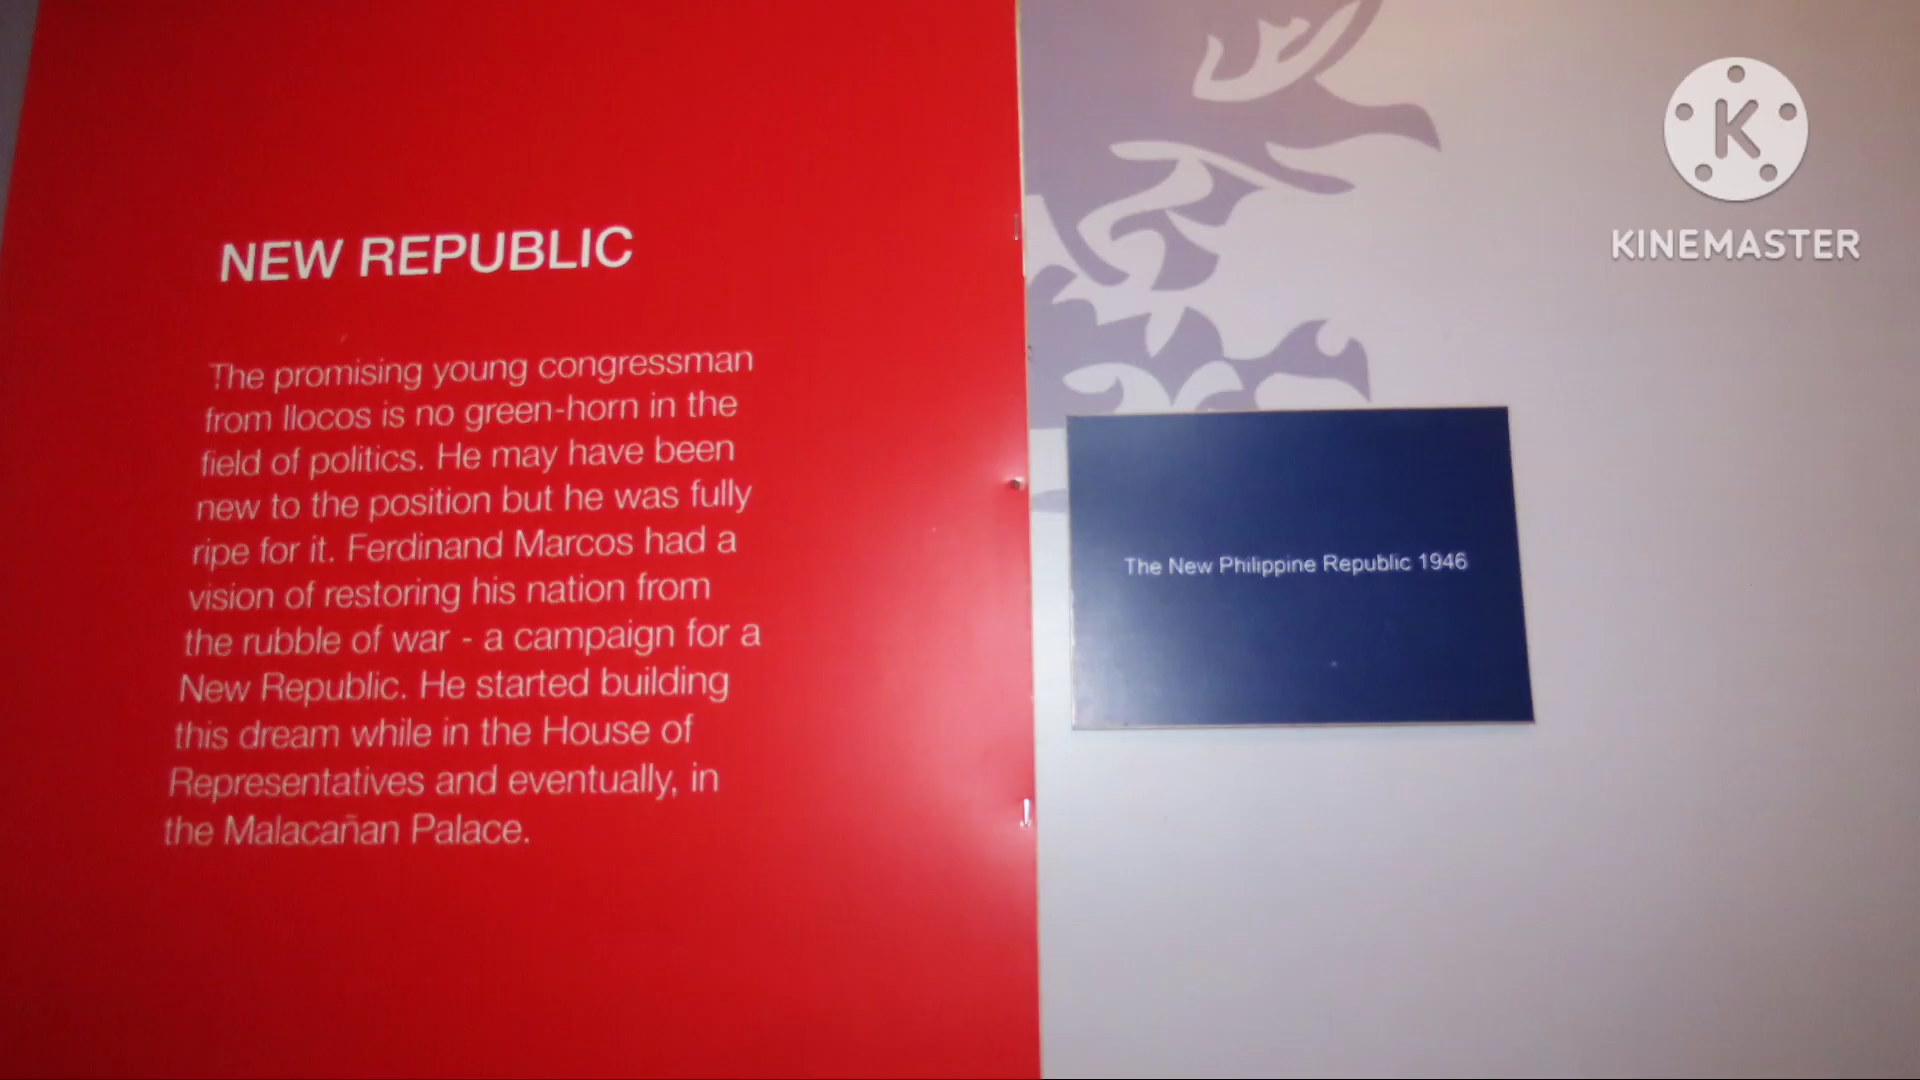 NEW REPUBLIC
The promising young congressman
from Ilocos is no green-horn in the
field of politics. He may have been
new to the position but he was fully
ripe for it. Ferdinand Marcos had a
vision of restoring his nation from
the rubble of war - a campaign for a
New Republic. He started building
this dream while in the House of
Representatives and eventually, in
the Malacañan Palace.
The New Philippine Republic 1946
K
KINEMASTER